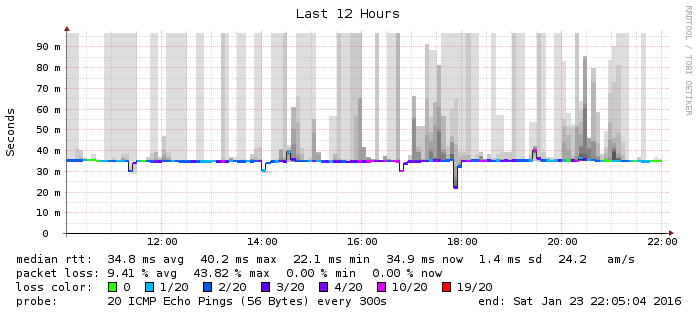 Last 12 Hours
RRDTOOL / TOBI OETIKER
Seconds
90 m
80 m
70 m
60 m
50 m
40 m
30 m
20 m
10 m
0
12:00 14:00 16:00 18:00 20:00 22:00
median rtt: 34.8 ms avg 40.2 ms max 22.1 ms min 34.9 ms now 1.4 ms sd 24.2 am/s
packet loss: 9.41 % avg 43.82 % max 0.00 % min 0.00 % now
loss color: 0 1/20 2/20 3/20 4/20 10/20 19/20
probe: 20 ICMP Echo Pings (56 Bytes) every 300s end: Sat Jan 23 22:05:04 2016